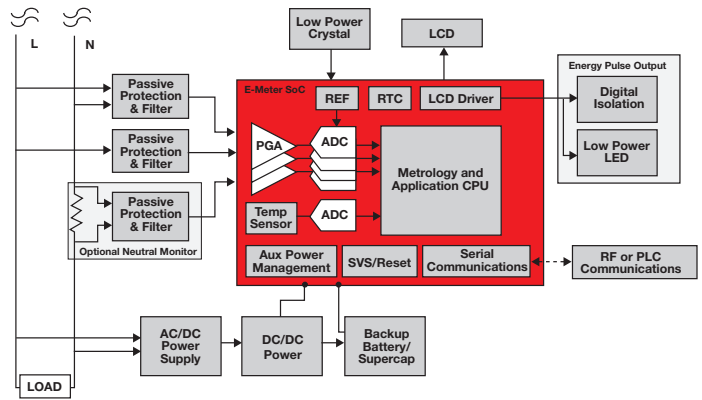 L
N
Low Power
Crystal
LCD
Energy Pulse Output
Digital
Isolation
Low Power
LED
Passive
Protection
& Filter
Passive
Protection
& Filter
Passive
Protection
& Filter
Optional Neutral Monitor
E-Meter SoC
REF
RTC
LCD Driver
PGA
ADC
Metrology and
Application CPU
Temp
Sensor
ADC
Aux Power
Management
SVS/Reset
Serial
Communications
RF or PLC
Communications
AC/DC
Power
Supply
DC/DC
Power
Backup
Battery/
Supercap
LOAD